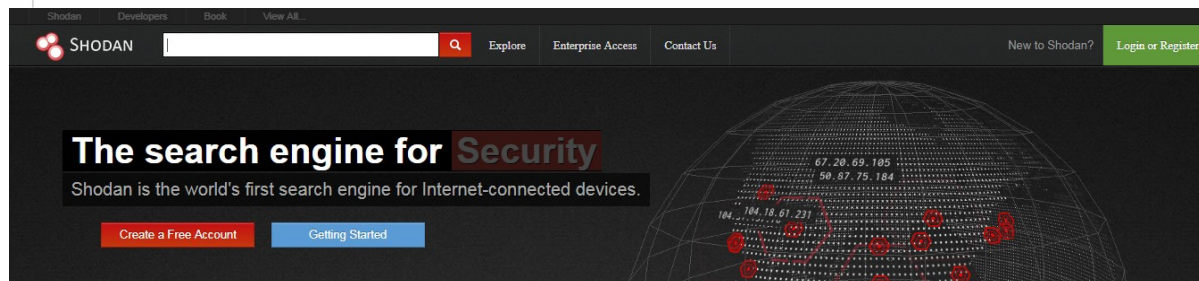 Shodan Developers Book View All...
SHODAN Explore Enterprise Access Contact Us New to Shodan? Login or Register
The search engine for Security
Shodan is the world's first search engine for Internet-connected devices.
Create a Free Account Getting Started
67.20.69.105
50.87.75.184
104.18.61.231
104.